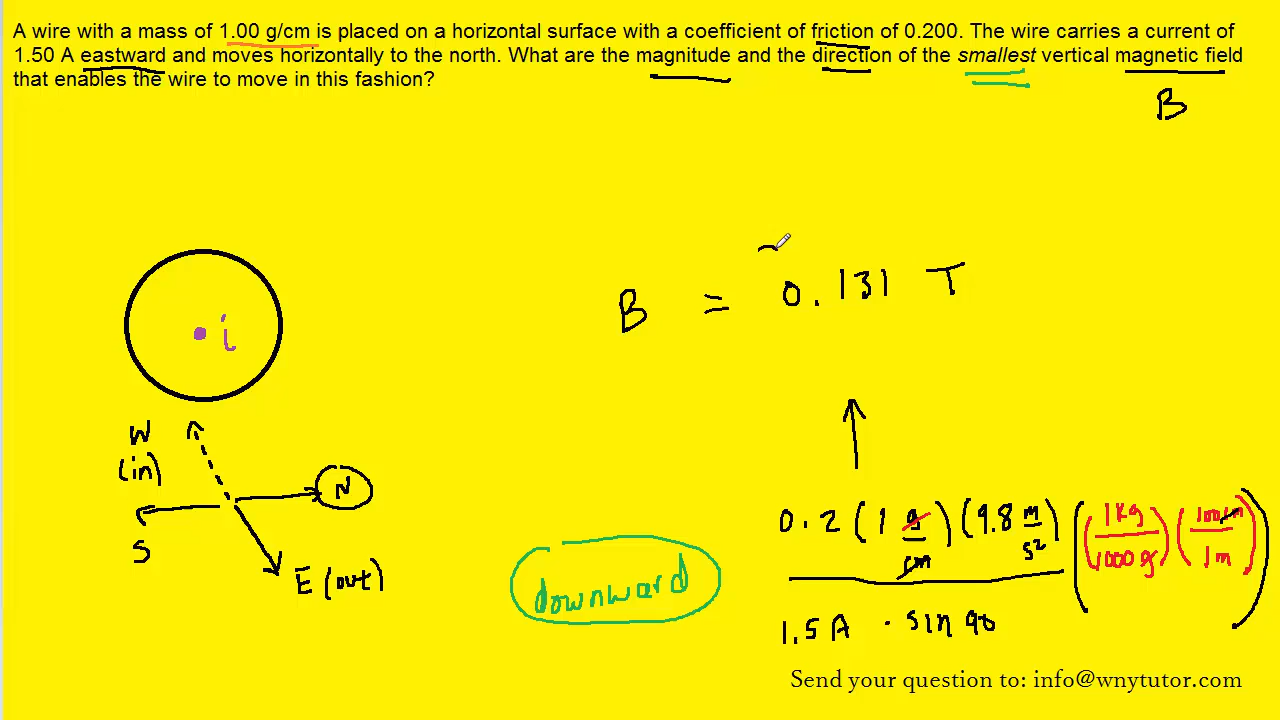 A wire with a mass of 1.00 g/cm is placed on a horizontal surface with a coefficient of friction of 0.200. The wire carries a current of
1.50 A eastward and moves horizontally to the north. What are the magnitude and the direction of the smallest vertical magnetic field
that enables the wire to move in this fashion?
B
B = 0.131 T
i
W
(in)
N
S
E (out)
downward
0.2 (1 g/cm) (9.8 m/s²) ((1kg/1000g)(100cm/1m))
1.5A · sin 90
Send your question to: info@wnytutor.com